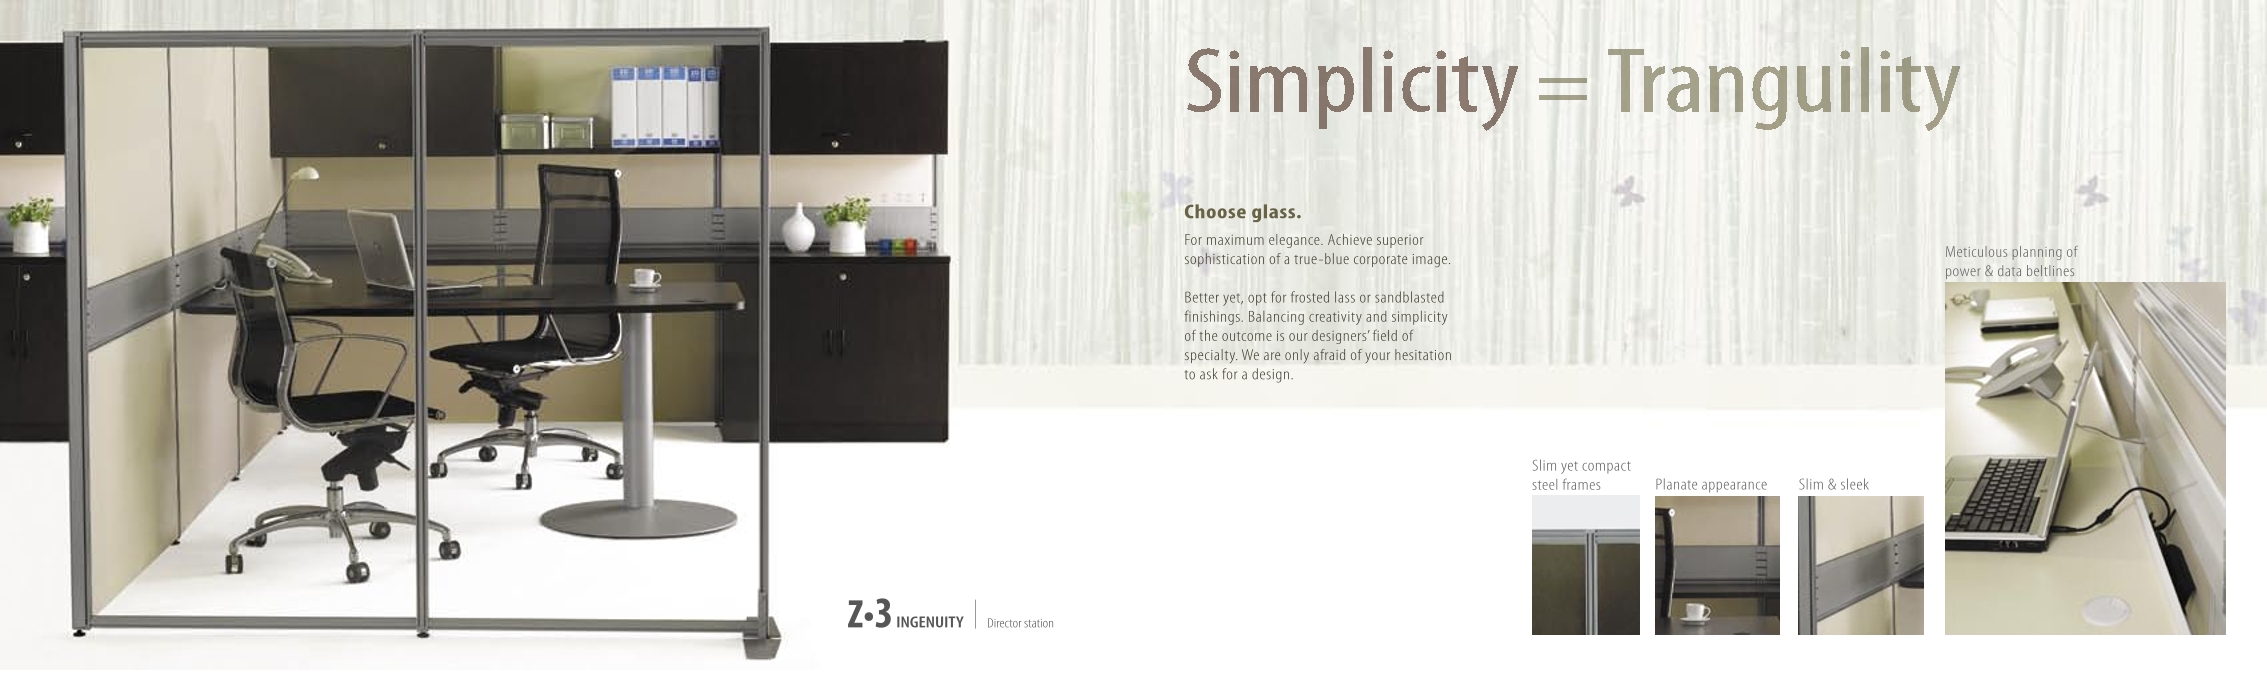 Simplicity = Tranguility
Choose glass.
For maximum elegance. Achieve superior
sophistication of a true-blue corporate image.
Better yet, opt for frosted lass or sandblasted
finishings. Balancing creativity and simplicity
of the outcome is our designers’ field of
specialty. We are only afraid of your hesitation
to ask for a design.
Meticulous planning of
power & data beltlines
Slim yet compact
steel frames
Planate appearance
Slim & sleek
Z•3 INGENUITY | Director station